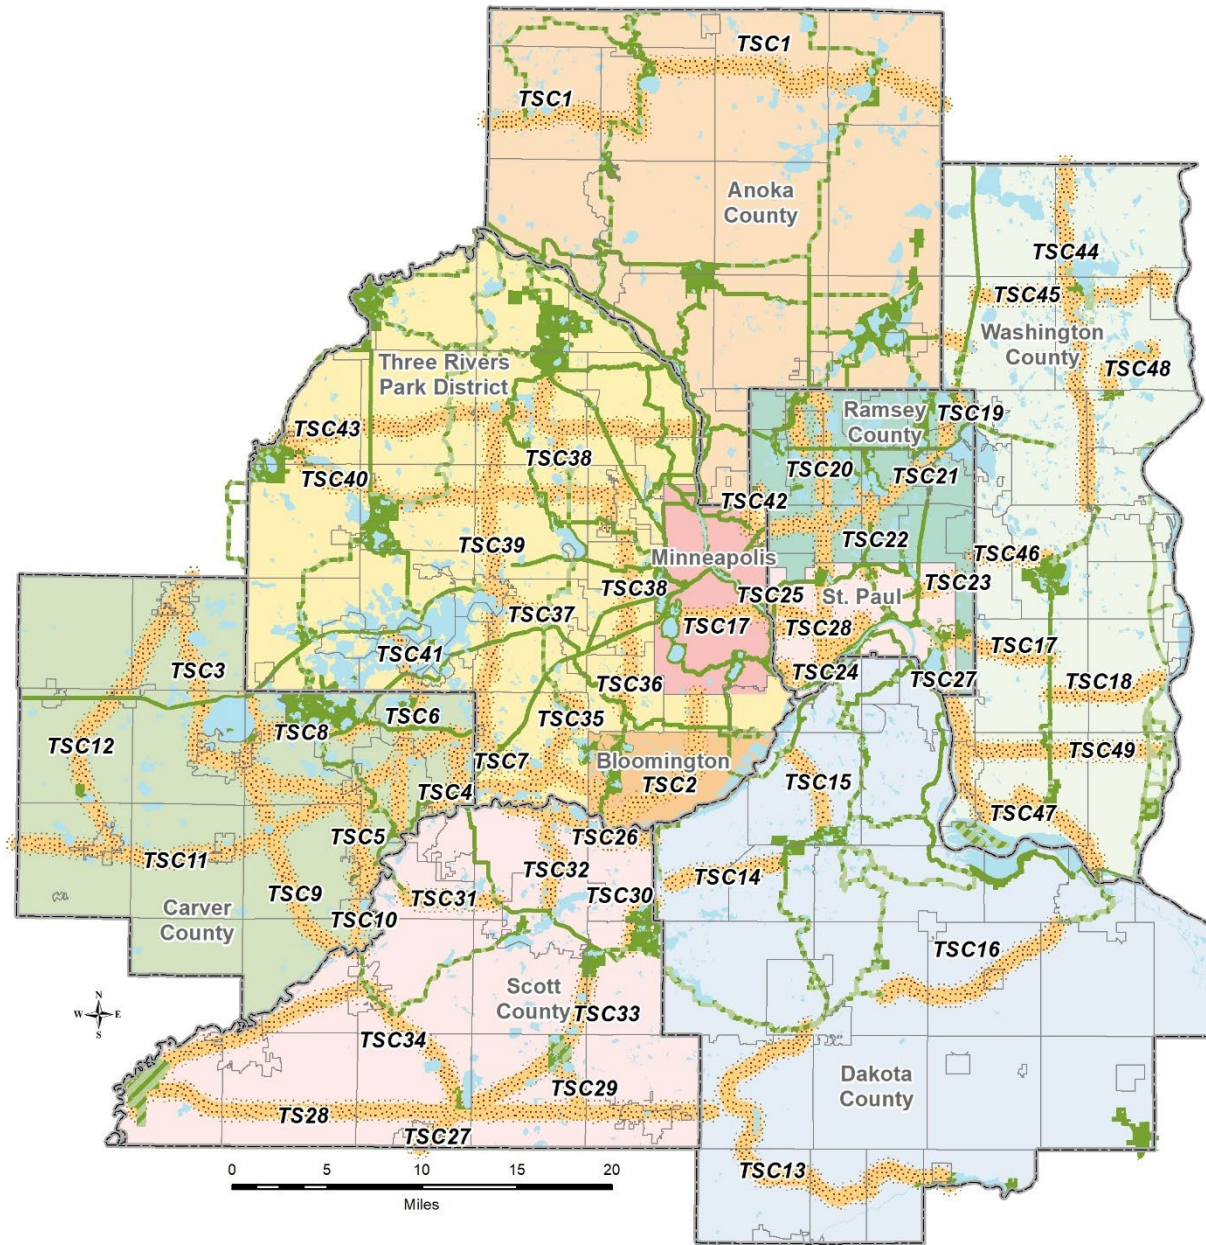 TSC1
TSC1
Anoka
County
TSC44
TSC45
Washington
County
TSC48
Three Rivers
Park District
Ramsey
County
TSC19
TSC43
TSC38
TSC20
TSC21
TSC40
TSC42
TSC39
TSC22
TSC46
Minneapolis
TSC38
TSC25
TSC23
St. Paul
TSC37
TSC17
TSC28
TSC17
TSC41
TSC3
TSC24
TSC27
TSC18
TSC36
TSC6
TSC35
TSC8
TSC12
TSC7
Bloomington
TSC2
TSC49
TSC15
TSC4
TSC47
TSC5
TSC26
TSC11
TSC32
TSC14
TSC9
TSC31
TSC30
Carver
County
TSC10
TSC16
Scott
County
TSC33
N
W E
S
TSC34
Dakota
County
TSC29
TS28
TSC27
TSC13
0 5 10 15 20
Miles